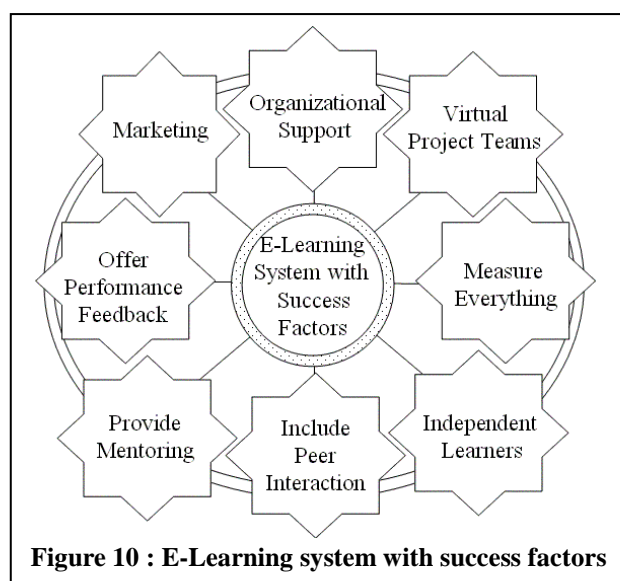 Organizational
Support
Virtual
Project Teams
Marketing
Offer
Performance
Feedback
E-Learning
System with
Success
Factors
Measure
Everything
Provide
Mentoring
Include
Peer
Interaction
Independent
Learners
Figure 10 : E-Learning system with success factors